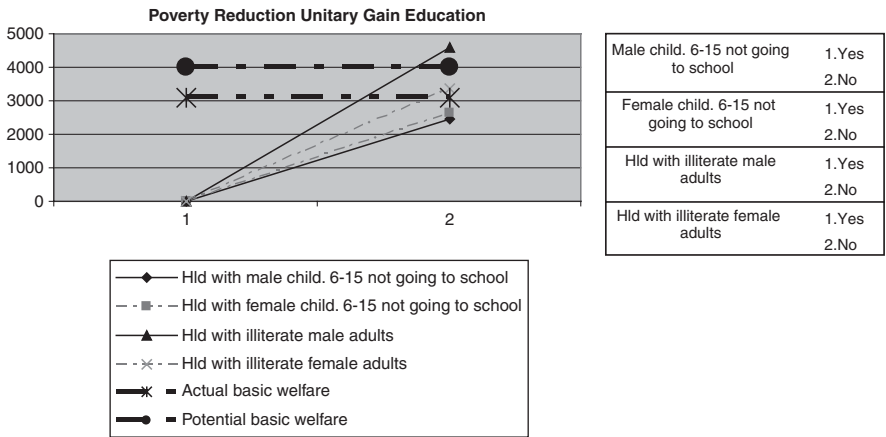 Poverty Reduction Unitary Gain Education
5000
4000
3000
2000
1000
0
1
2
Hld with male child. 6-15 not going to school
Hld with female child. 6-15 not going to school
Hld with illiterate male adults
Hld with illiterate female adults
Actual basic welfare
Potential basic welfare
Male child. 6-15 not going
to school
1.Yes
2.No
Female child. 6-15 not
going to school
1.Yes
2.No
Hld with illiterate male
adults
1.Yes
2.No
Hld with illiterate female
adults
1.Yes
2.No